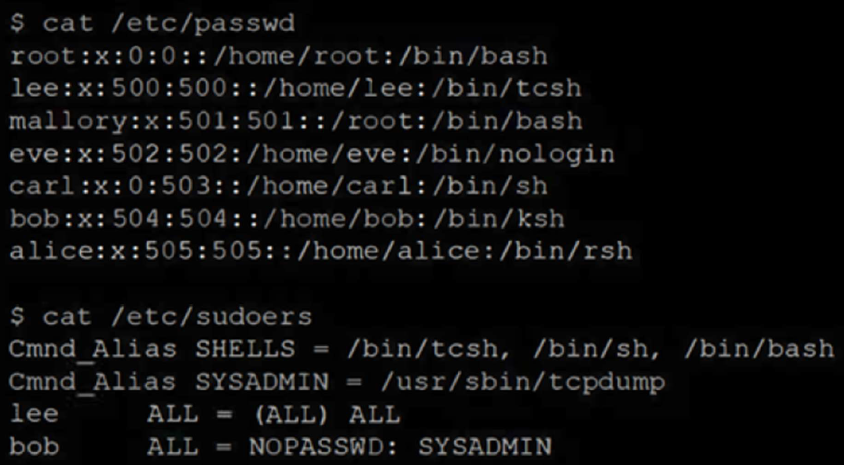 $ cat /etc/passwd
root:x:0:0::/home/root:/bin/bash
lee:x:500:500::/home/lee:/bin/tcsh
mallory:x:501:501::/root:/bin/bash
eve:x:502:502:/home/eve:/bin/nologin
carl:x:0:503::/home/carl:/bin/sh
bob:x:504:504::/home/bob:/bin/ksh
alice:x:505:505::/home/alice:/bin/rsh
$ cat /etc/sudoers
Cmnd_Alias SHELLS = /bin/tcsh, /bin/sh, /bin/bash
Cmnd_Alias SYSADMIN = /usr/sbin/tcpdump
lee ALL = (ALL) ALL
bob ALL = NOPASSWD: SYSADMIN